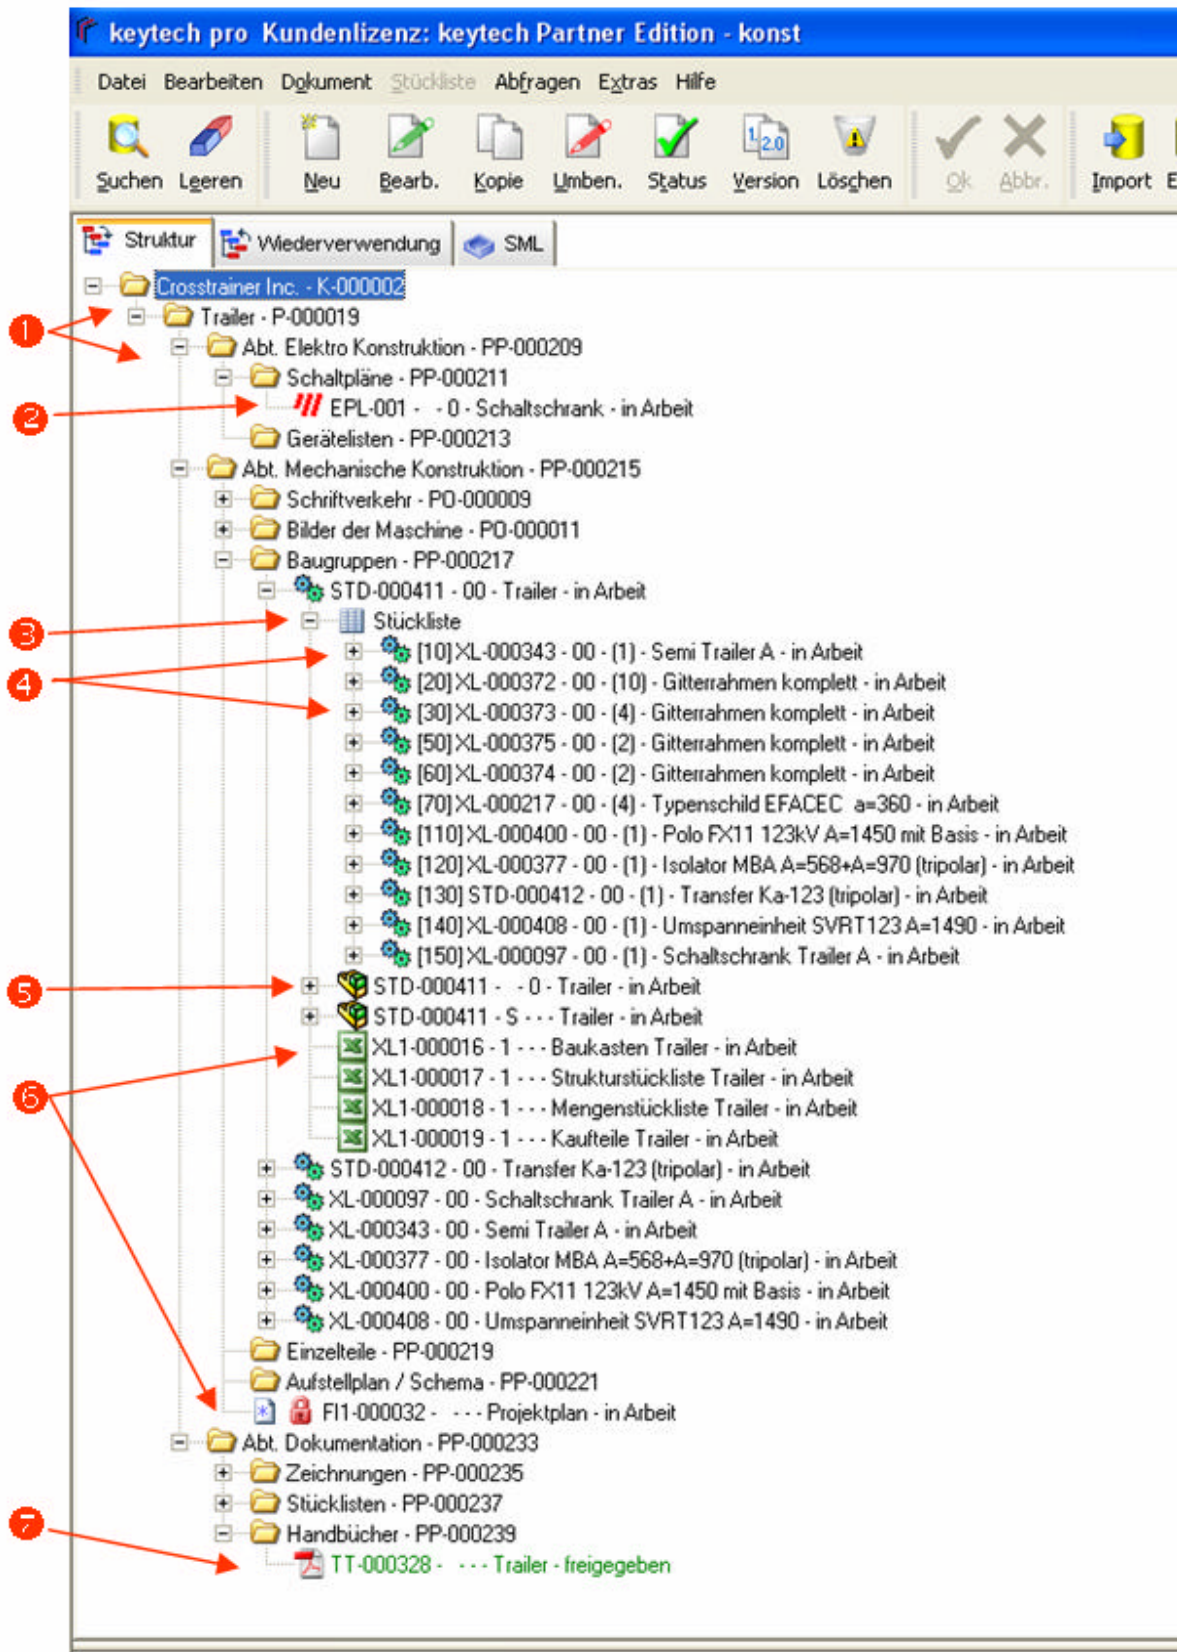 keytech pro Kundenlizenz: keytech Partner Edition - konst
Datei Bearbeiten Dokument Stückliste Abfragen Extras Hilfe
Suchen Leeren Neu Bearb. Kopie Umben. Status Version Löschen Ok Abbr. Import E
Struktur Wiederverwendung SML
Crosstrainer Inc. - K-000002
1 Trailer - P-000019
Abt. Elektro Konstruktion - PP-000209
Schaltpläne - PP-000211
2 EPL-001 - - 0 - Schaltschrank - in Arbeit
Gerätelisten - PP-000213
Abt. Mechanische Konstruktion - PP-000215
Schriftverkehr - PO-000009
Bilder der Maschine - PO-000011
Baugruppen - PP-000217
STD-000411 - 00 - Trailer - in Arbeit
3 Stückliste
[10] XL-000343 - 00 - (1) - Semi Trailer A - in Arbeit
4 [20] XL-000372 - 00 - (10) - Gitterrahmen komplett - in Arbeit
[30] XL-000373 - 00 - (4) - Gitterrahmen komplett - in Arbeit
[50] XL-000375 - 00 - (2) - Gitterrahmen komplett - in Arbeit
[60] XL-000374 - 00 - (2) - Gitterrahmen komplett - in Arbeit
[70] XL-000217 - 00 - (4) - Typenschild EFACEC a=360 - in Arbeit
[110] XL-000400 - 00 - (1) - Polo FX11 123kV A=1450 mit Basis - in Arbeit
[120] XL-000377 - 00 - (1) - Isolator MBA A=568+A=970 (tripolar) - in Arbeit
[130] STD-000412 - 00 - (1) - Transfer Ka-123 (tripolar) - in Arbeit
[140] XL-000408 - 00 - (1) - Umspanneinheit SVRT123 A=1490 - in Arbeit
[150] XL-000097 - 00 - (1) - Schaltschrank Trailer A - in Arbeit
5 STD-000411 - - 0 - Trailer - in Arbeit
STD-000411 - S - - - Trailer - in Arbeit
XL1-000016 - 1 - - - Baukasten Trailer - in Arbeit
XL1-000017 - 1 - - - Strukturstückliste Trailer - in Arbeit
6 XL1-000018 - 1 - - - Mengenstückliste Trailer - in Arbeit
XL1-000019 - 1 - - - Kaufteile Trailer - in Arbeit
STD-000412 - 00 - Transfer Ka-123 (tripolar) - in Arbeit
XL-000097 - 00 - Schaltschrank Trailer A - in Arbeit
XL-000343 - 00 - Semi Trailer A - in Arbeit
XL-000377 - 00 - Isolator MBA A=568+A=970 (tripolar) - in Arbeit
XL-000400 - 00 - Polo FX11 123kV A=1450 mit Basis - in Arbeit
XL-000408 - 00 - Umspanneinheit SVRT123 A=1490 - in Arbeit
Einzelteile - PP-000219
Aufstellplan / Schema - PP-000221
FI1-000032 - - - - Projektplan - in Arbeit
Abt. Dokumentation - PP-000233
Zeichnungen - PP-000235
Stücklisten - PP-000237
7 Handbücher - PP-000239
TT-000328 - - - - Trailer - freigegeben